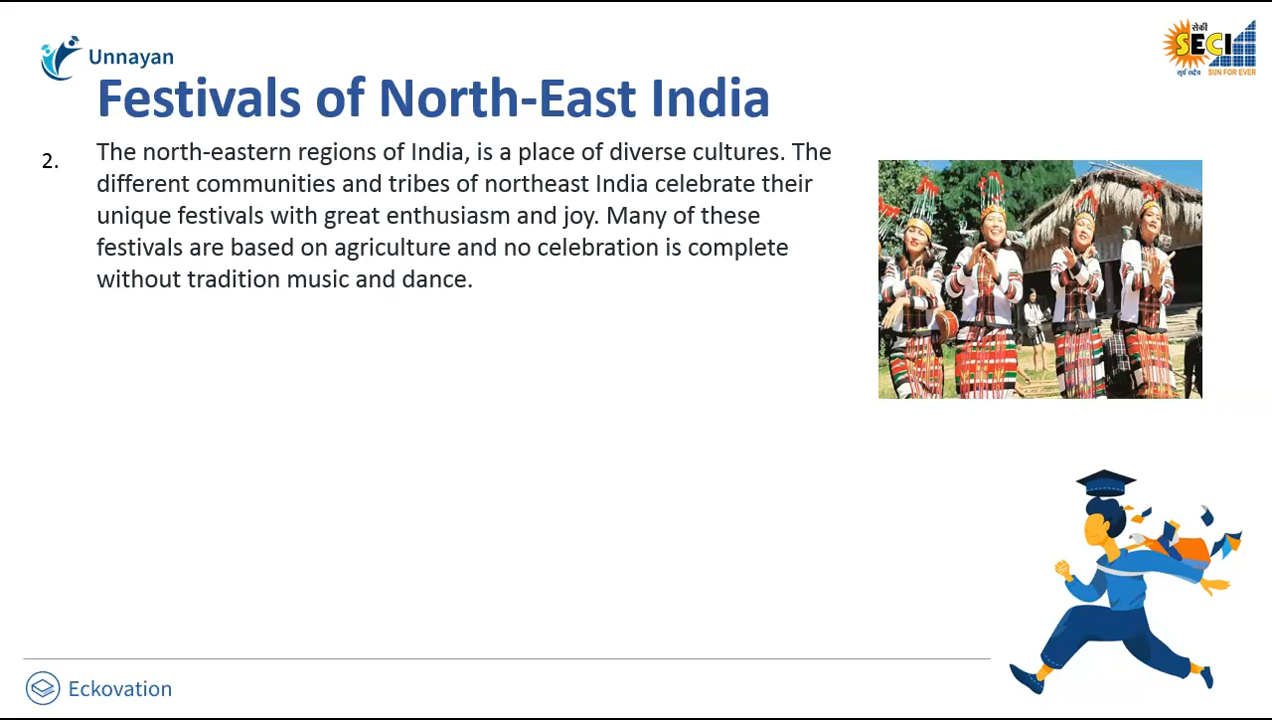 Unnayan
सेकी
SECI
सूर्य सदैव
SUN FOR EVER
Festivals of North-East India
2.
The north-eastern regions of India, is a place of diverse cultures. The
different communities and tribes of northeast India celebrate their
unique festivals with great enthusiasm and joy. Many of these
festivals are based on agriculture and no celebration is complete
without tradition music and dance.
Eckovation